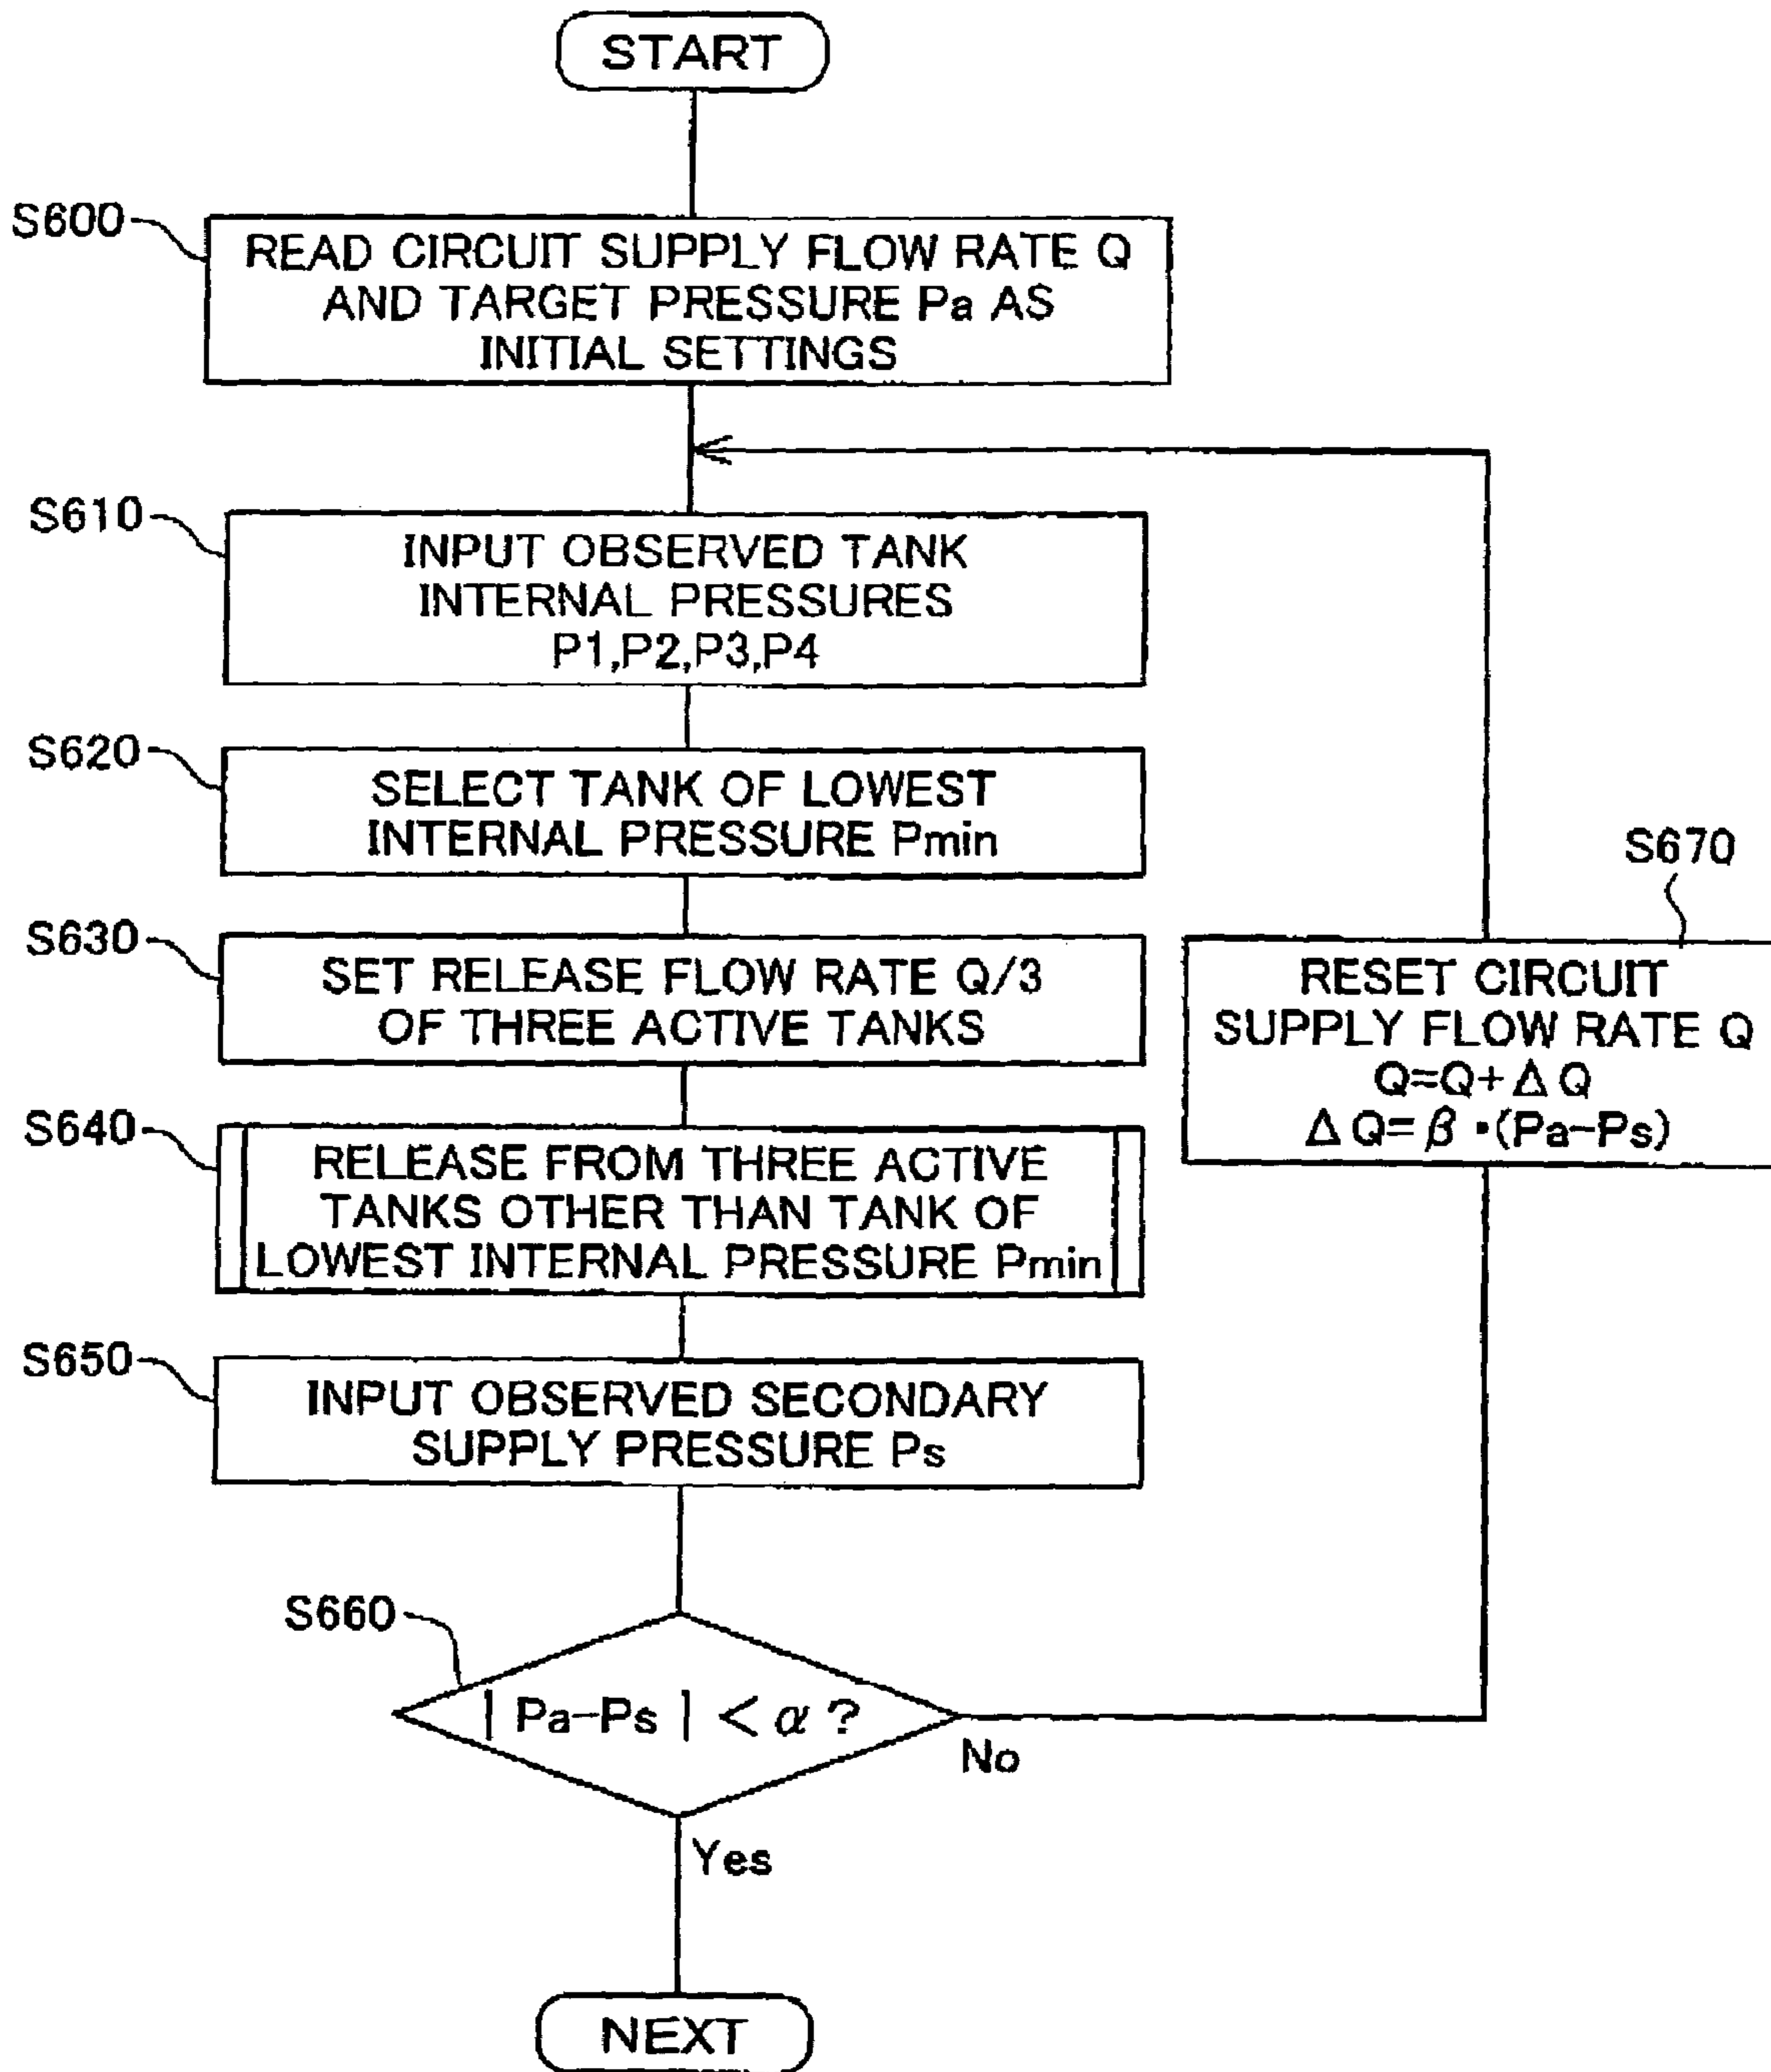 START
S600
READ CIRCUIT SUPPLY FLOW RATE Q
AND TARGET PRESSURE Pa AS
INITIAL SETTINGS
S610
INPUT OBSERVED TANK
INTERNAL PRESSURES
P1,P2,P3,P4
S620
SELECT TANK OF LOWEST
INTERNAL PRESSURE Pmin
S630
SET RELEASE FLOW RATE Q/3
OF THREE ACTIVE TANKS
S640
RELEASE FROM THREE ACTIVE
TANKS OTHER THAN TANK OF
LOWEST INTERNAL PRESSURE Pmin
S650
INPUT OBSERVED SECONDARY
SUPPLY PRESSURE Ps
S660
| Pa-Ps | < α ?
No
Yes
S670
RESET CIRCUIT
SUPPLY FLOW RATE Q
Q=Q+ΔQ
ΔQ=β・(Pa-Ps)
NEXT